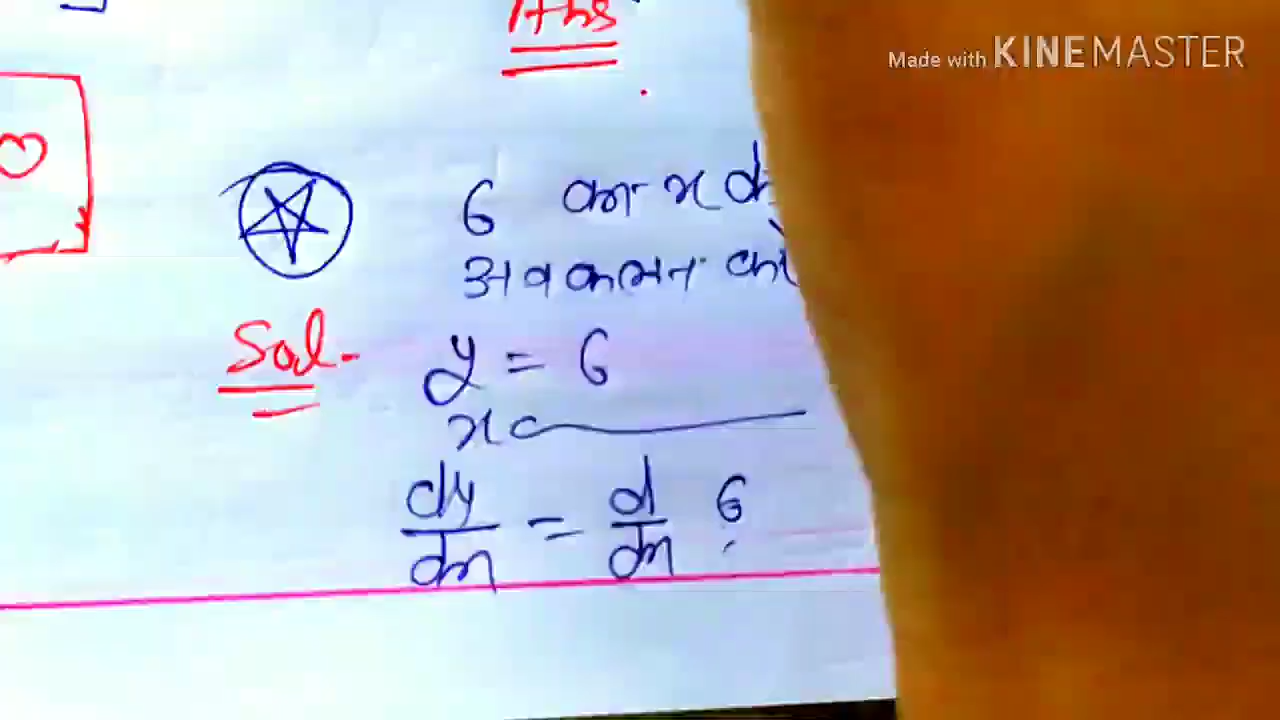 Ans
Made with KINEMASTER
6 का x
अवकलन करें
Sol-
y = 6
x
dy/dx = d/dx 6